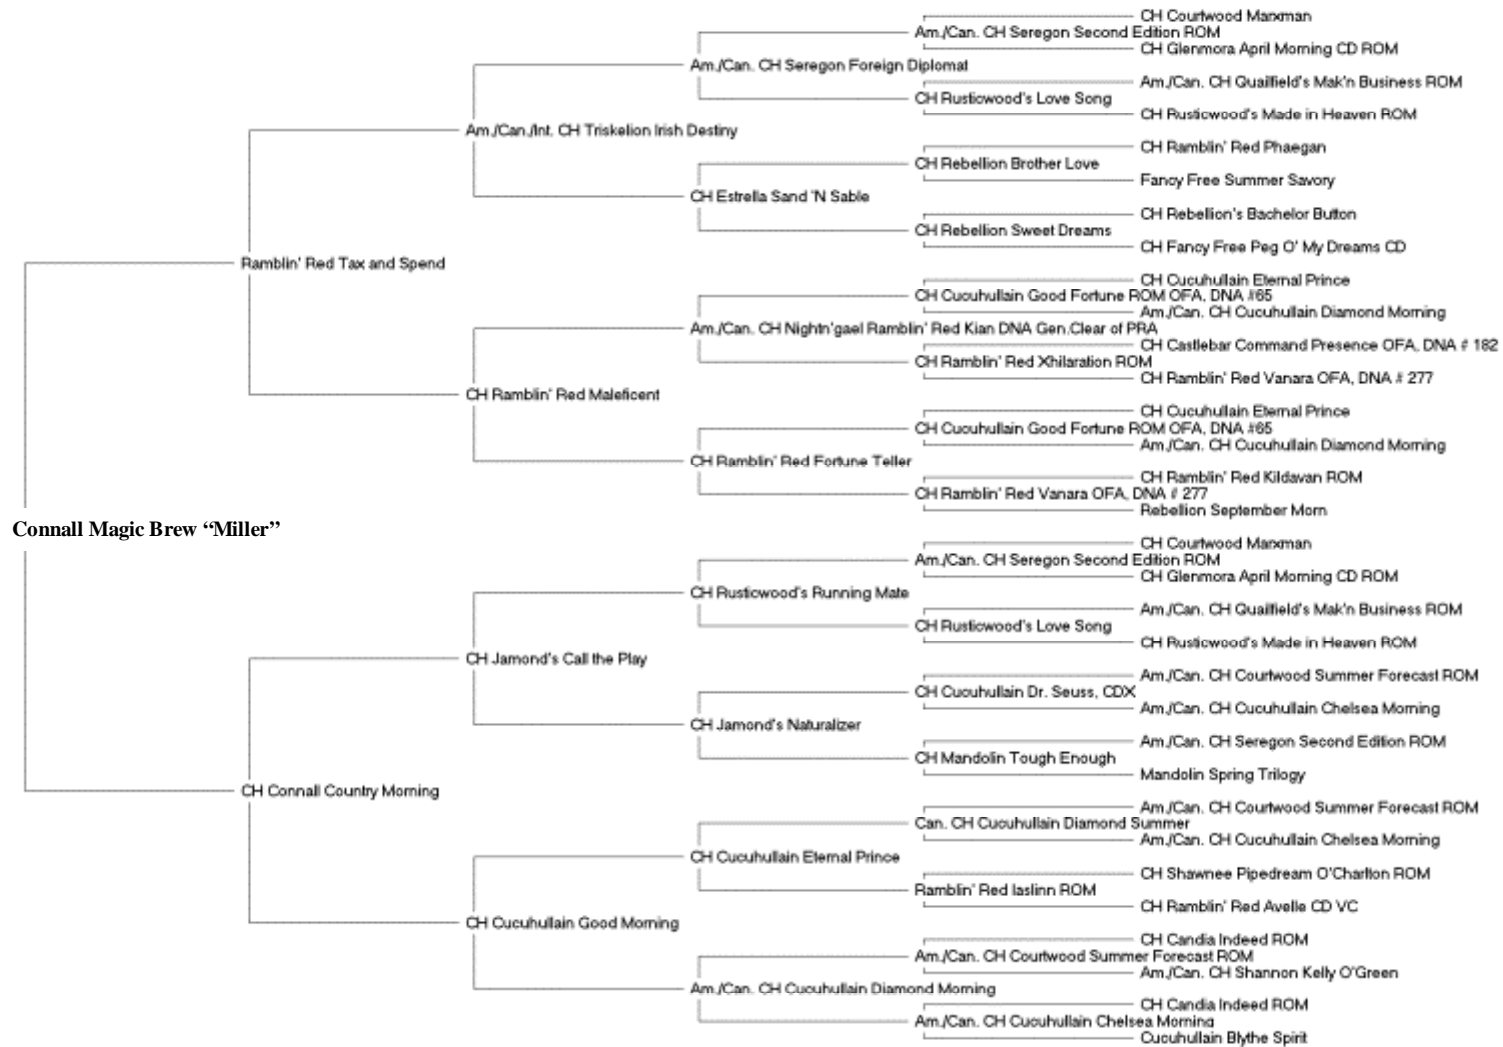 CH Courtwood Manxman
Am./Can. CH Seregon Second Edition ROM
CH Glenmora April Morning CD ROM
Am./Can. CH Seregon Foreign Diplomat
Am./Can. CH Quailfield's Mak'n Business ROM
CH Rusticwood's Love Song
CH Rusticwood's Made in Heaven ROM
Am./Can./Int. CH Triskelion Irish Destiny
CH Ramblin' Red Phaegan
CH Rebellion Brother Love
Fancy Free Summer Savory
CH Estrella Sand 'N Sable
CH Rebellion's Bachelor Button
CH Rebellion Sweet Dreams
CH Fancy Free Peg O' My Dreams CD
Ramblin' Red Tax and Spend
CH Cucuhullain Eternal Prince
CH Cucuhullain Good Fortune ROM OFA, DNA #65
Am./Can. CH Cucuhullain Diamond Morning
Am./Can. CH Nightn'gael Ramblin' Red Kian DNA Gen.Clear of PRA
CH Castlebar Command Presence OFA, DNA # 182
CH Ramblin' Red Xhilaration ROM
CH Ramblin' Red Vanara OFA, DNA # 277
CH Ramblin' Red Maleficent
CH Cucuhullain Eternal Prince
CH Cucuhullain Good Fortune ROM OFA, DNA #65
Am./Can. CH Cucuhullain Diamond Morning
CH Ramblin' Red Fortune Teller
CH Ramblin' Red Kildavan ROM
CH Ramblin' Red Vanara OFA, DNA # 277
Rebellion September Morn
Connall Magic Brew “Miller”
CH Courtwood Manxman
Am./Can. CH Seregon Second Edition ROM
CH Glenmora April Morning CD ROM
CH Rusticwood's Running Mate
Am./Can. CH Quailfield's Mak'n Business ROM
CH Rusticwood's Love Song
CH Rusticwood's Made in Heaven ROM
CH Jamond's Call the Play
Am./Can. CH Courtwood Summer Forecast ROM
CH Cucuhullain Dr. Seuss, CDX
Am./Can. CH Cucuhullain Chelsea Morning
CH Jamond's Naturalizer
Am./Can. CH Seregon Second Edition ROM
CH Mandolin Tough Enough
Mandolin Spring Trilogy
CH Connall Country Morning
Am./Can. CH Courtwood Summer Forecast ROM
Can. CH Cucuhullain Diamond Summer
Am./Can. CH Cucuhullain Chelsea Morning
CH Cucuhullain Eternal Prince
CH Shawnee Pipedream O'Charlton ROM
Ramblin' Red Iaslinn ROM
CH Ramblin' Red Avelle CD VC
CH Cucuhullain Good Morning
CH Candia Indeed ROM
Am./Can. CH Courtwood Summer Forecast ROM
Am./Can. CH Shannon Kelly O'Green
Am./Can. CH Cucuhullain Diamond Morning
CH Candia Indeed ROM
Am./Can. CH Cucuhullain Chelsea Morning
Cucuhullain Blythe Spirit